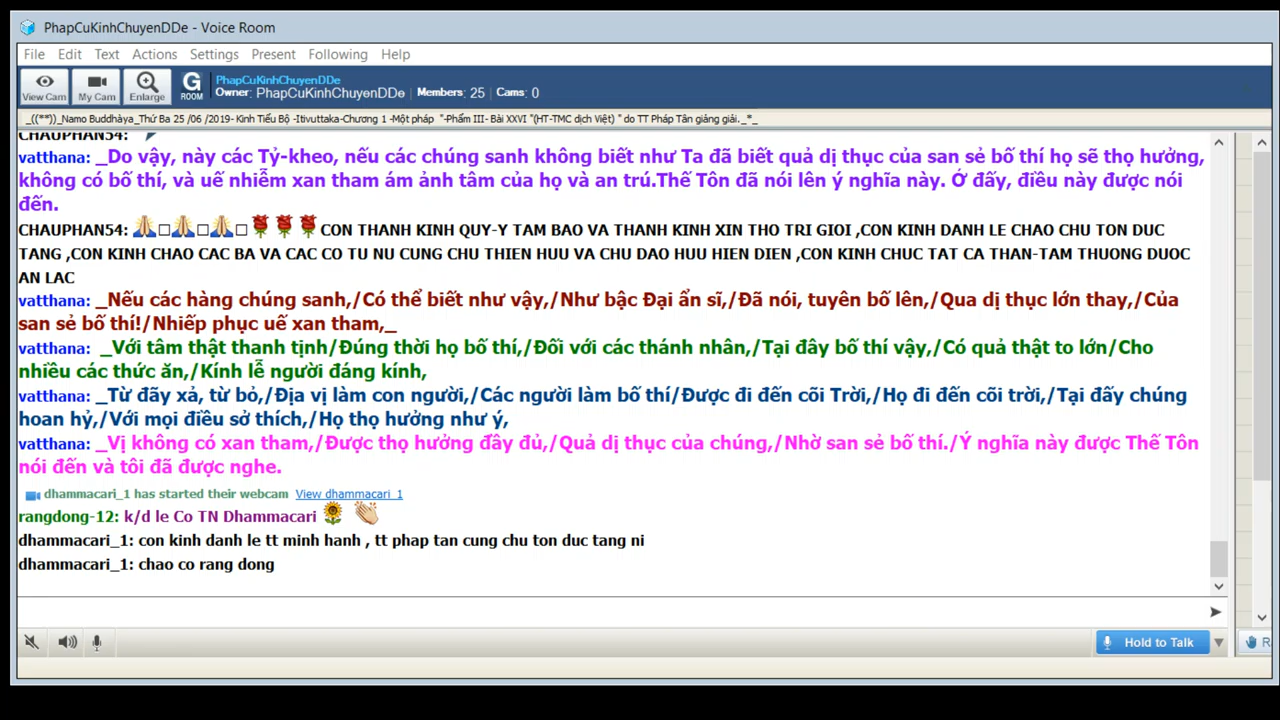 PhapCuKinhChuyenDDe - Voice Room
File Edit Text Actions Settings Present Following Help
View Cam My Cam Enlarge G ROOM PhapCuKinhChuyenDDe
Owner: PhapCuKinhChuyenDDe Members: 25 Cams: 0
_((**))_Namo Buddhàya_Thứ Ba 25 /06 /2019- Kinh Tiểu Bộ -Itivuttaka-Chương 1 -Một pháp "-Phẩm III- Bài XXVI "(HT-TMC dịch Việt) " do TT Pháp Tân giảng giải._*_
CHAUPHAN54:
vatthana: _Do vậy, này các Tỷ-kheo, nếu các chúng sanh không biết như Ta đã biết quả dị thục của san sẻ bố thí họ sẽ thọ hưởng,
không có bố thí, và uế nhiễm xan tham ám ảnh tâm của họ và an trú.Thế Tôn đã nói lên ý nghĩa này. Ở đấy, điều này được nói
đến.
CHAUPHAN54: 🙏□🙏□🙏□🌹🌹🌹CON THANH KINH QUY-Y TAM BAO VA THANH KINH XIN THO TRI GIOI ,CON KINH DANH LE CHAO CHU TON DUC
TANG ,CON KINH CHAO CAC BA VA CAC CO TU NU CUNG CHU THIEN HUU VA CHU DAO HUU HIEN DIEN ,CON KINH CHUC TAT CA THAN-TAM THUONG DUOC
AN LAC
vatthana: _Nếu các hàng chúng sanh,/Có thể biết như vậy,/Như bậc Đại ẩn sĩ,/Đã nói, tuyên bố lên,/Qua dị thục lớn thay,/Của
san sẻ bố thí!/Nhiếp phục uế xan tham,_
vatthana: _Với tâm thật thanh tịnh/Đúng thời họ bố thí,/Đối với các thánh nhân,/Tại đây bố thí vậy,/Có quả thật to lớn/Cho
nhiều các thức ăn,/Kính lễ người đáng kính,
vatthana: _Từ đây xả, từ bỏ,/Địa vị làm con người,/Các người làm bố thí/Được đi đến cõi Trời,/Họ đi đến cõi trời,/Tại đấy chúng
hoan hỷ,/Với mọi điều sở thích,/Họ thọ hưởng như ý,
vatthana: _Vị không có xan tham,/Được thọ hưởng đầy đủ,/Quả dị thục của chúng,/Nhờ san sẻ bố thí./Ý nghĩa này được Thế Tôn
nói đến và tôi đã được nghe.
dhammacari_1 has started their webcam View dhammacari_1
rangdong-12: k/d le Co TN Dhammacari 🌻 👏
dhammacari_1: con kinh danh le tt minh hanh , tt phap tan cung chu ton duc tang ni
dhammacari_1: chao co rang dong
Hold to Talk